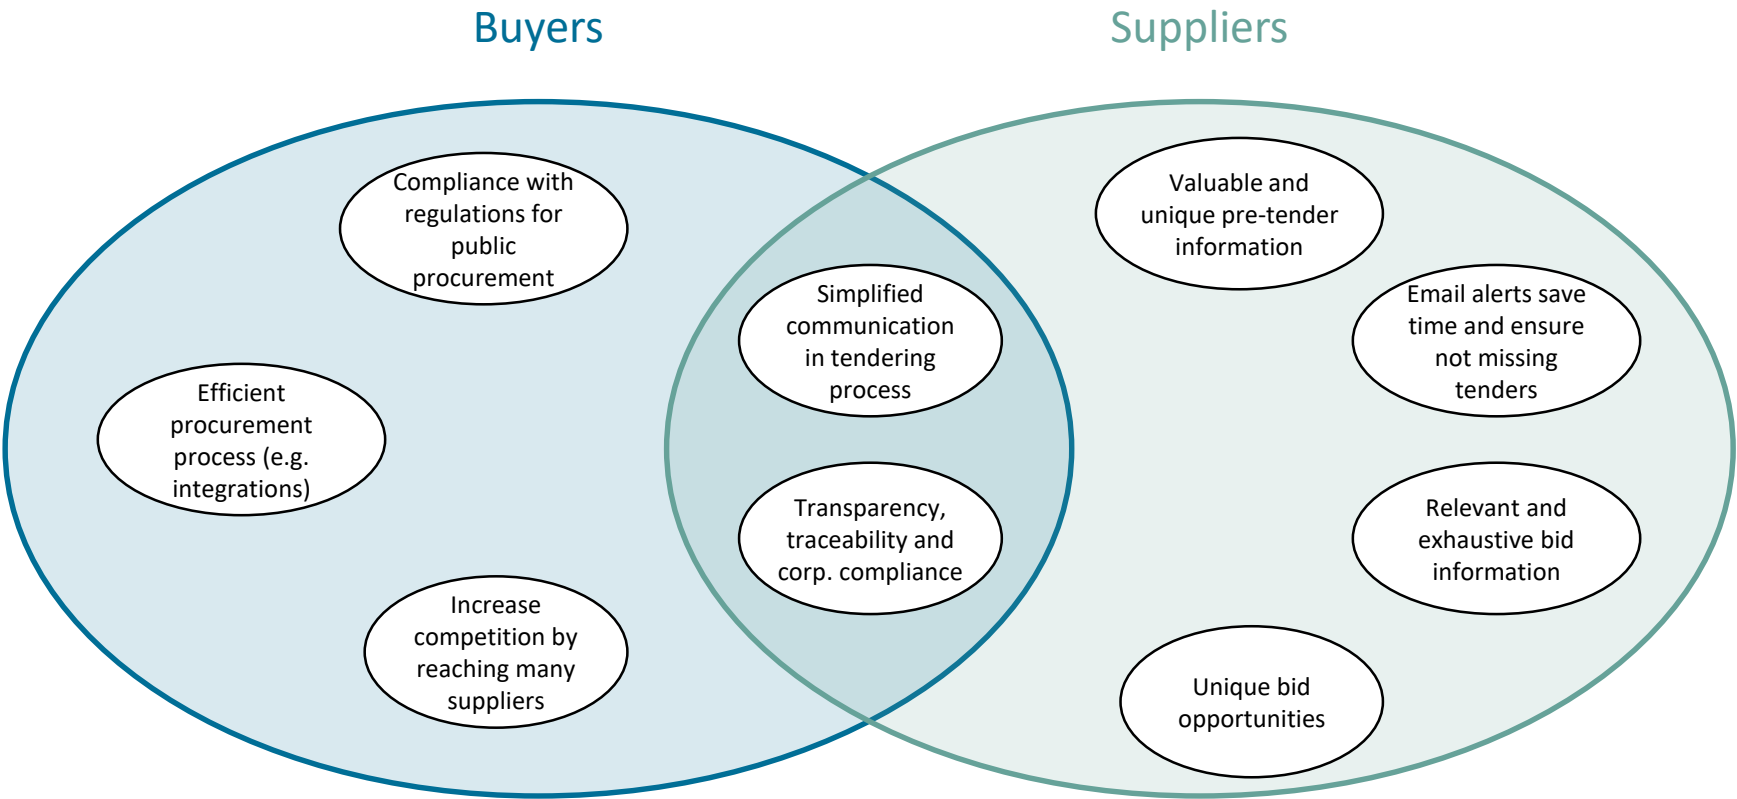 Buyers
Suppliers
Compliance with
regulations for
public
procurement
Efficient
procurement
process (e.g.
integrations)
Increase
competition by
reaching many
suppliers
Simplified
communication
in tendering
process
Transparency,
traceability and
corp. compliance
Valuable and
unique pre-tender
information
Email alerts save
time and ensure
not missing
tenders
Relevant and
exhaustive bid
information
Unique bid
opportunities